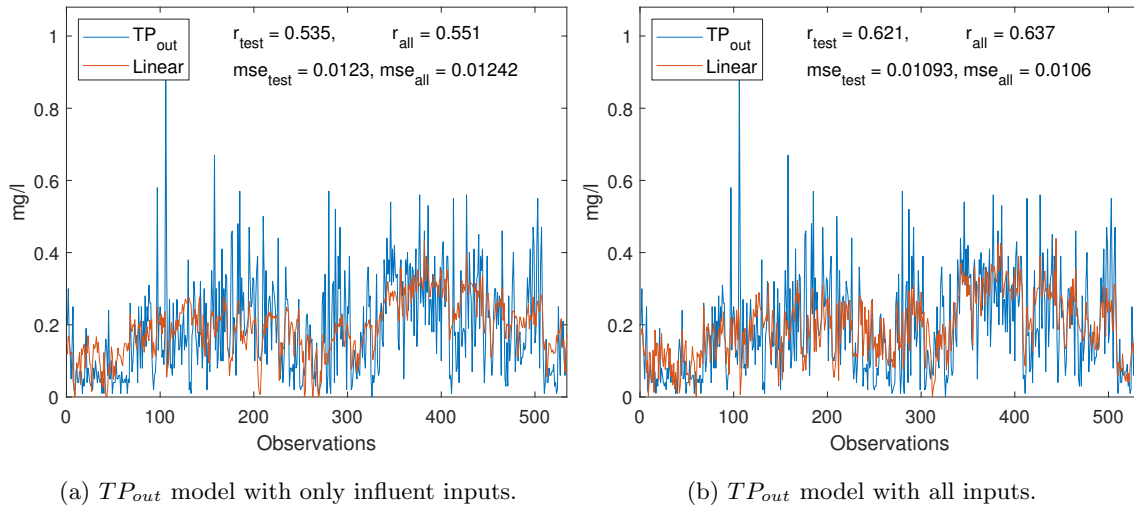 TP_out
Linear
r_test = 0.535, r_all = 0.551
mse_test = 0.0123, mse_all = 0.01242
1
0.8
0.6
0.4
0.2
0
mg/l
0 100 200 300 400 500
Observations
(a) TP_out model with only influent inputs.
TP_out
Linear
r_test = 0.621, r_all = 0.637
mse_test = 0.01093, mse_all = 0.0106
1
0.8
0.6
0.4
0.2
0
mg/l
0 100 200 300 400 500
Observations
(b) TP_out model with all inputs.